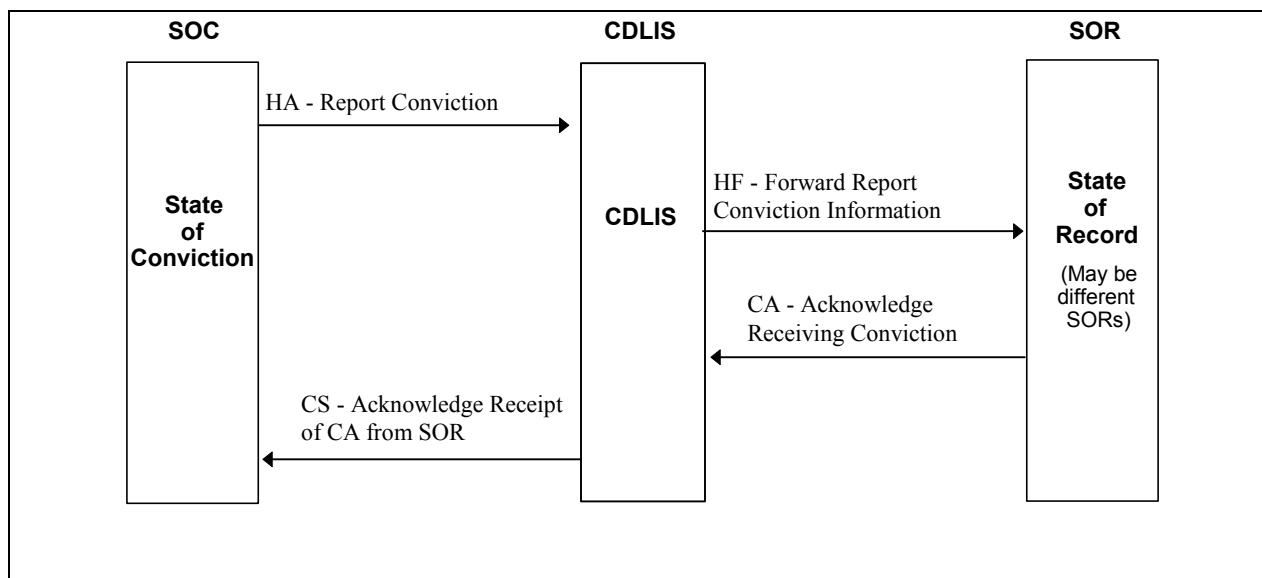 SOC
CDLIS
SOR
HA - Report Conviction
State
of
Conviction
CDLIS
HF - Forward Report
Conviction Information
State
of
Record
(May be
different
SORs)
CA - Acknowledge
Receiving Conviction
CS - Acknowledge Receipt
of CA from SOR